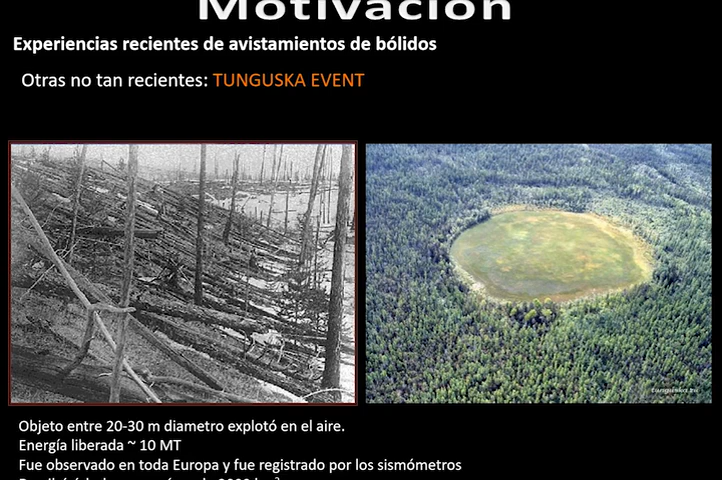 Motivación
Experiencias recientes de avistamientos de bólidos
Otras no tan recientes: TUNGUSKA EVENT
Objeto entre 20-30 m diametro explotó en el aire.
Energía liberada ~ 10 MT
Fue observado en toda Europa y fue registrado por los sismómetros